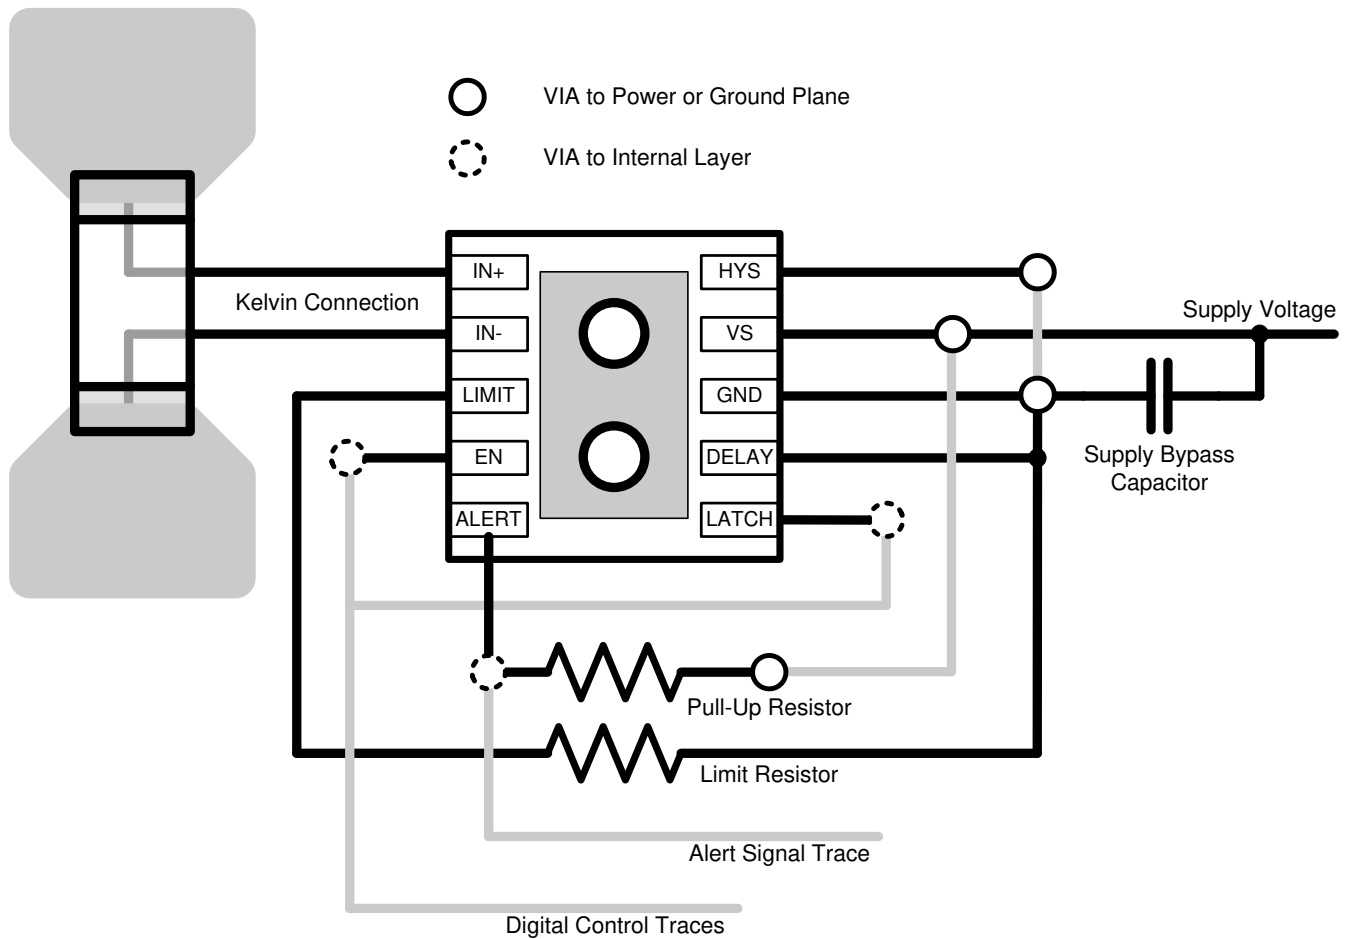 VIA to Power or Ground Plane
VIA to Internal Layer
IN+
HYS
Kelvin Connection
Supply Voltage
IN-
VS
LIMIT
GND
EN
DELAY
Supply Bypass
Capacitor
ALERT
LATCH
Pull-Up Resistor
Limit Resistor
Alert Signal Trace
Digital Control Traces